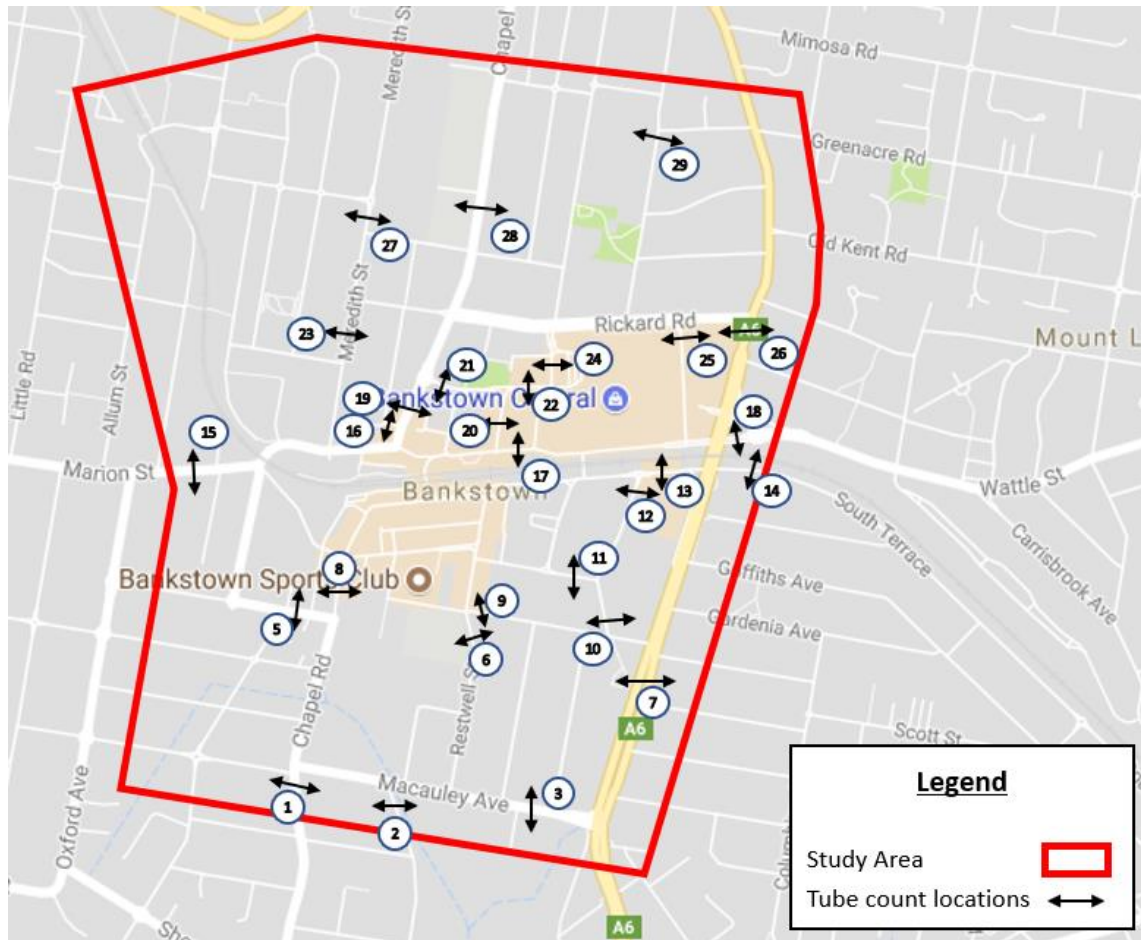 Meredith St
Chapel
Mimosa Rd
Greenacre Rd
29
28
27
Old Kent Rd
Meredith St
Rickard Rd
A6
23
21
24
25
26
Mount L
Little Rd
Allum St
19
Bankstown Central
22
18
16
20
15
Marion St
17
Bankstown
13
14
12
Wattle St
South Terrace
Carrisbrook Ave
11
8
Bankstown Sports Club
Griffiths Ave
9
Gardenia Ave
5
10
6
Chapel Rd
Restwell S
7
A6
Scott St
Macauley Ave
3
1
2
Oxford Ave
Colum
She
A6
Legend
Study Area
Tube count locations